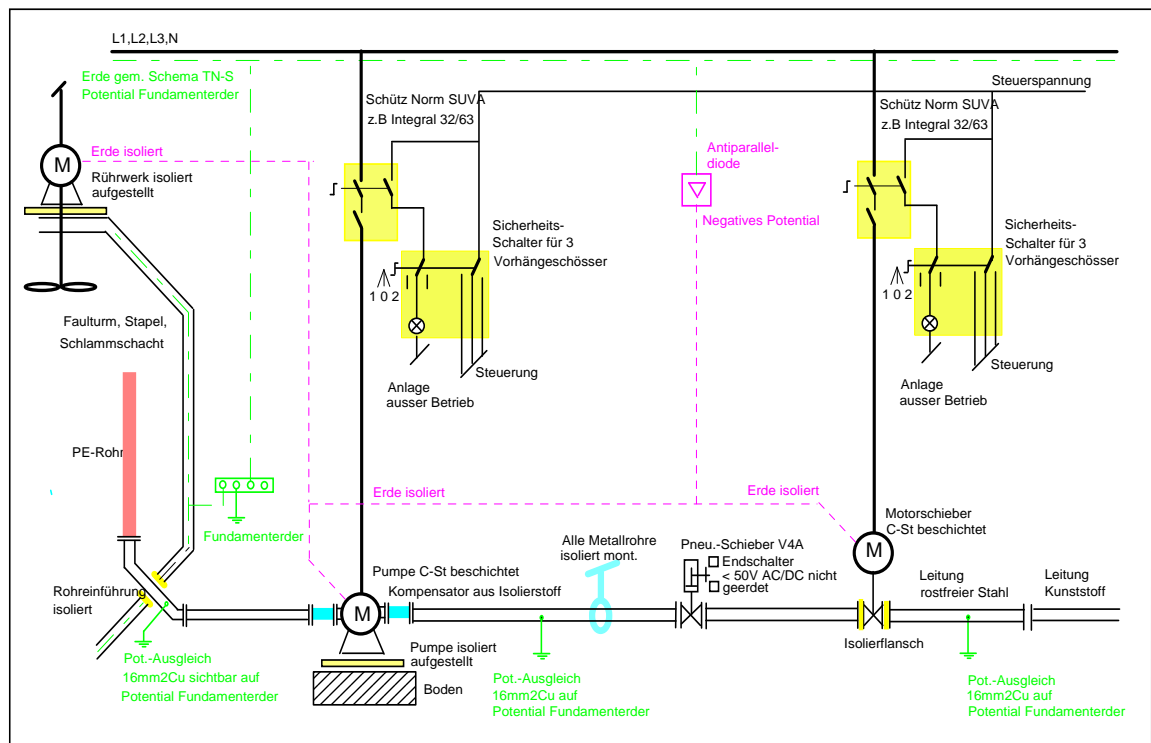 L1,L2,L3,N
Erde gem. Schema TN-S
Potential Fundamenterder
Steuerspannung
Schütz Norm SUVA
z.B Integral 32/63
Schütz Norm SUVA
z.B Integral 32/63
Erde isoliert
M
Rührwerk isoliert
aufgestellt
Antiparallel-
diode
Negatives Potential
Sicherheits-
Schalter für 3
Vorhängeschösser
1 0 2
Sicherheits-
Schalter für 3
Vorhängeschösser
1 0 2
Faulturm, Stapel,
Schlammschacht
Steuerung
Anlage
ausser Betrieb
Steuerung
Anlage
ausser Betrieb
PE-Rohr
Fundamenterder
Erde isoliert
Erde isoliert
Motorschieber
C-St beschichtet
M
Alle Metallrohre
isoliert mont.
Pneu.-Schieber V4A
Endschalter
< 50V AC/DC nicht
geerdet
Pumpe C-St beschichtet
Kompensator aus Isolierstoff
M
Rohreinführung
isoliert
Leitung
rostfreier Stahl
Leitung
Kunststoff
Isolierflansch
Pumpe isoliert
aufgestellt
Boden
Pot.-Ausgleich
16mm2Cu sichtbar auf
Potential Fundamenterder
Pot.-Ausgleich
16mm2Cu auf
Potential Fundamenterder
Pot.-Ausgleich
16mm2Cu auf
Potential Fundamenterder